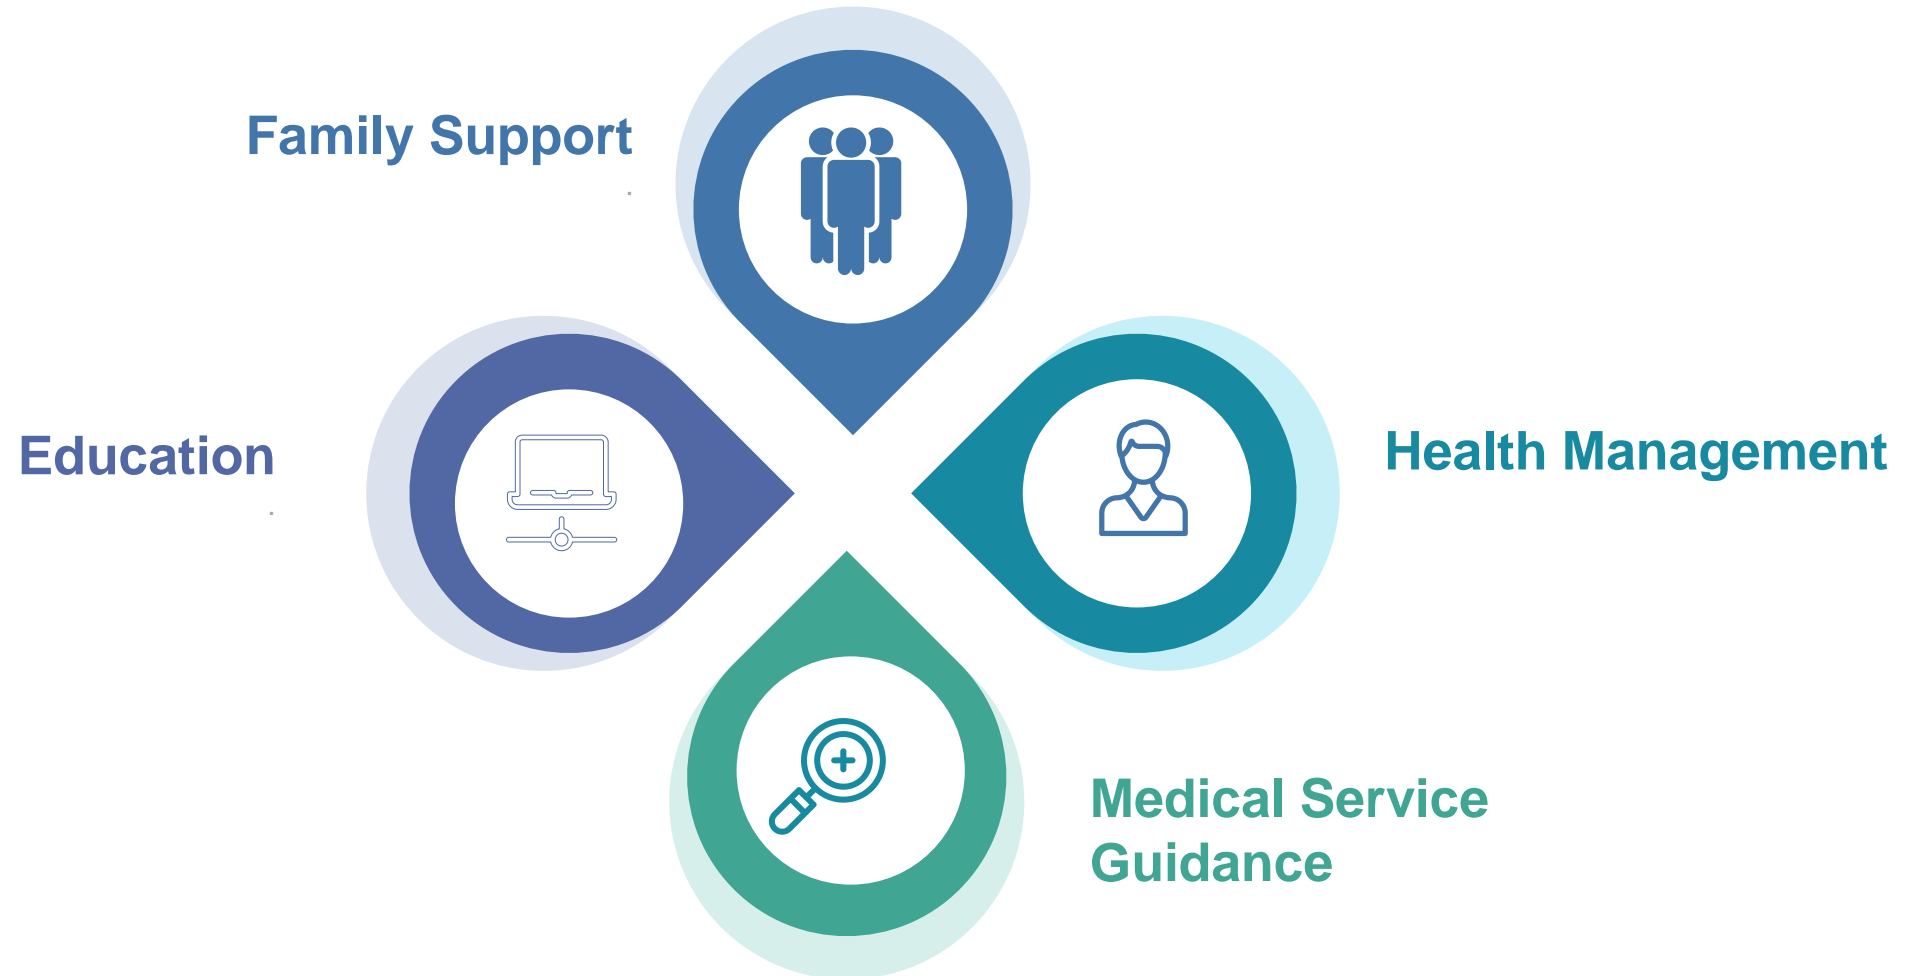 Family Support
.
Education
.
Health Management
Medical Service
Guidance